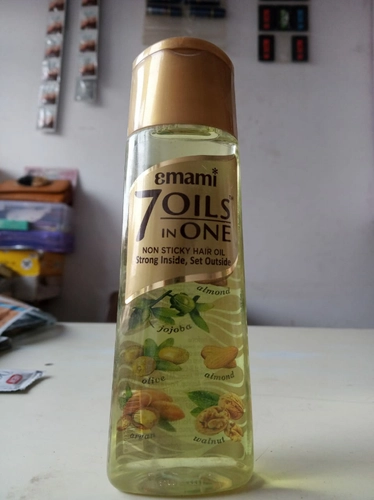 emami
7 OILS
IN ONE
NON STICKY HAIR OIL
Strong Inside, Set Outside
almond
jojoba
olive
almond
argan
walnut